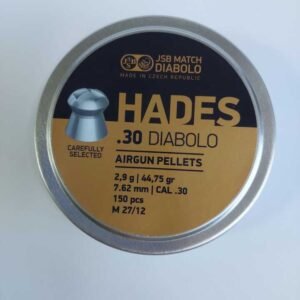 JSB MATCH
DIABOLO
MADE IN CZECH REPUBLIC
HADES
.30 DIABOLO
CAREFULLY
SELECTED
AIRGUN PELLETS
2,9 g | 44,75 gr
7.62 mm | CAL .30
150 pcs
M 27/12